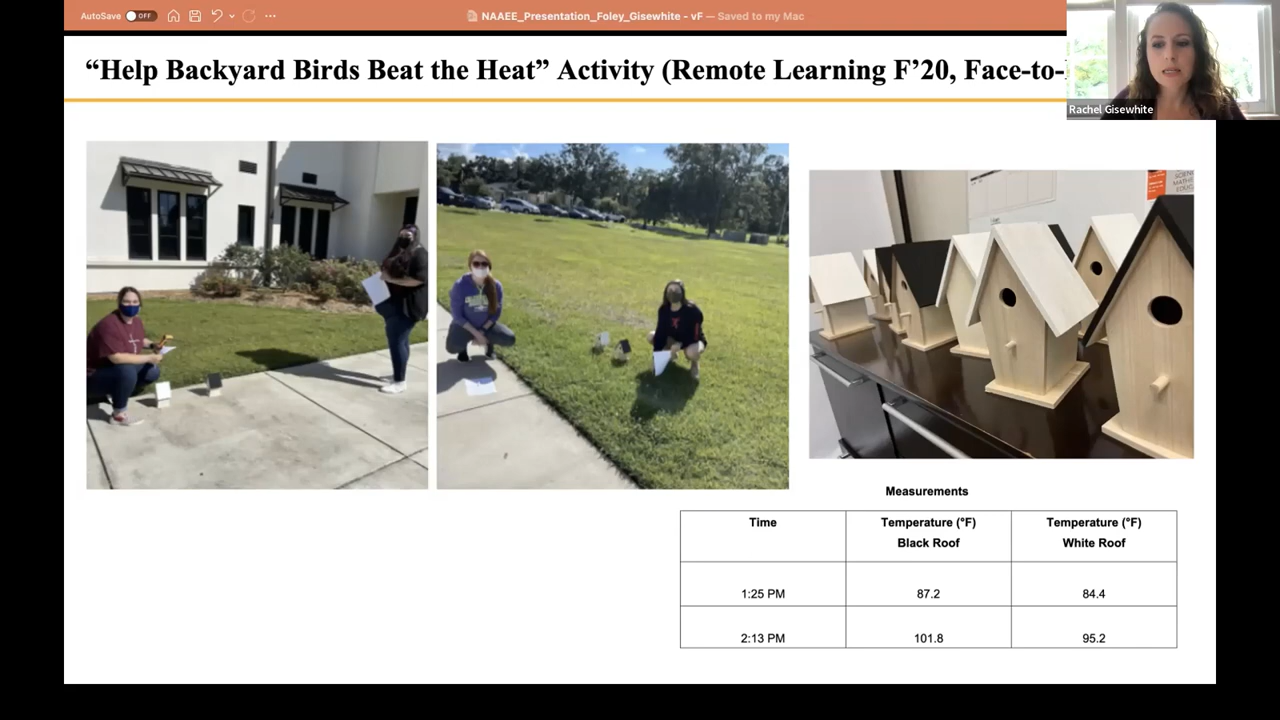 AutoSave OFF
NAAEE_Presentation_Foley_Gisewhite - vF — Saved to my Mac
“Help Backyard Birds Beat the Heat” Activity (Remote Learning F’20, Face-to-
Rachel Gisewhite
Measurements
Time Temperature (°F) Black Roof Temperature (°F) White Roof
1:25 PM 87.2 84.4
2:13 PM 101.8 95.2